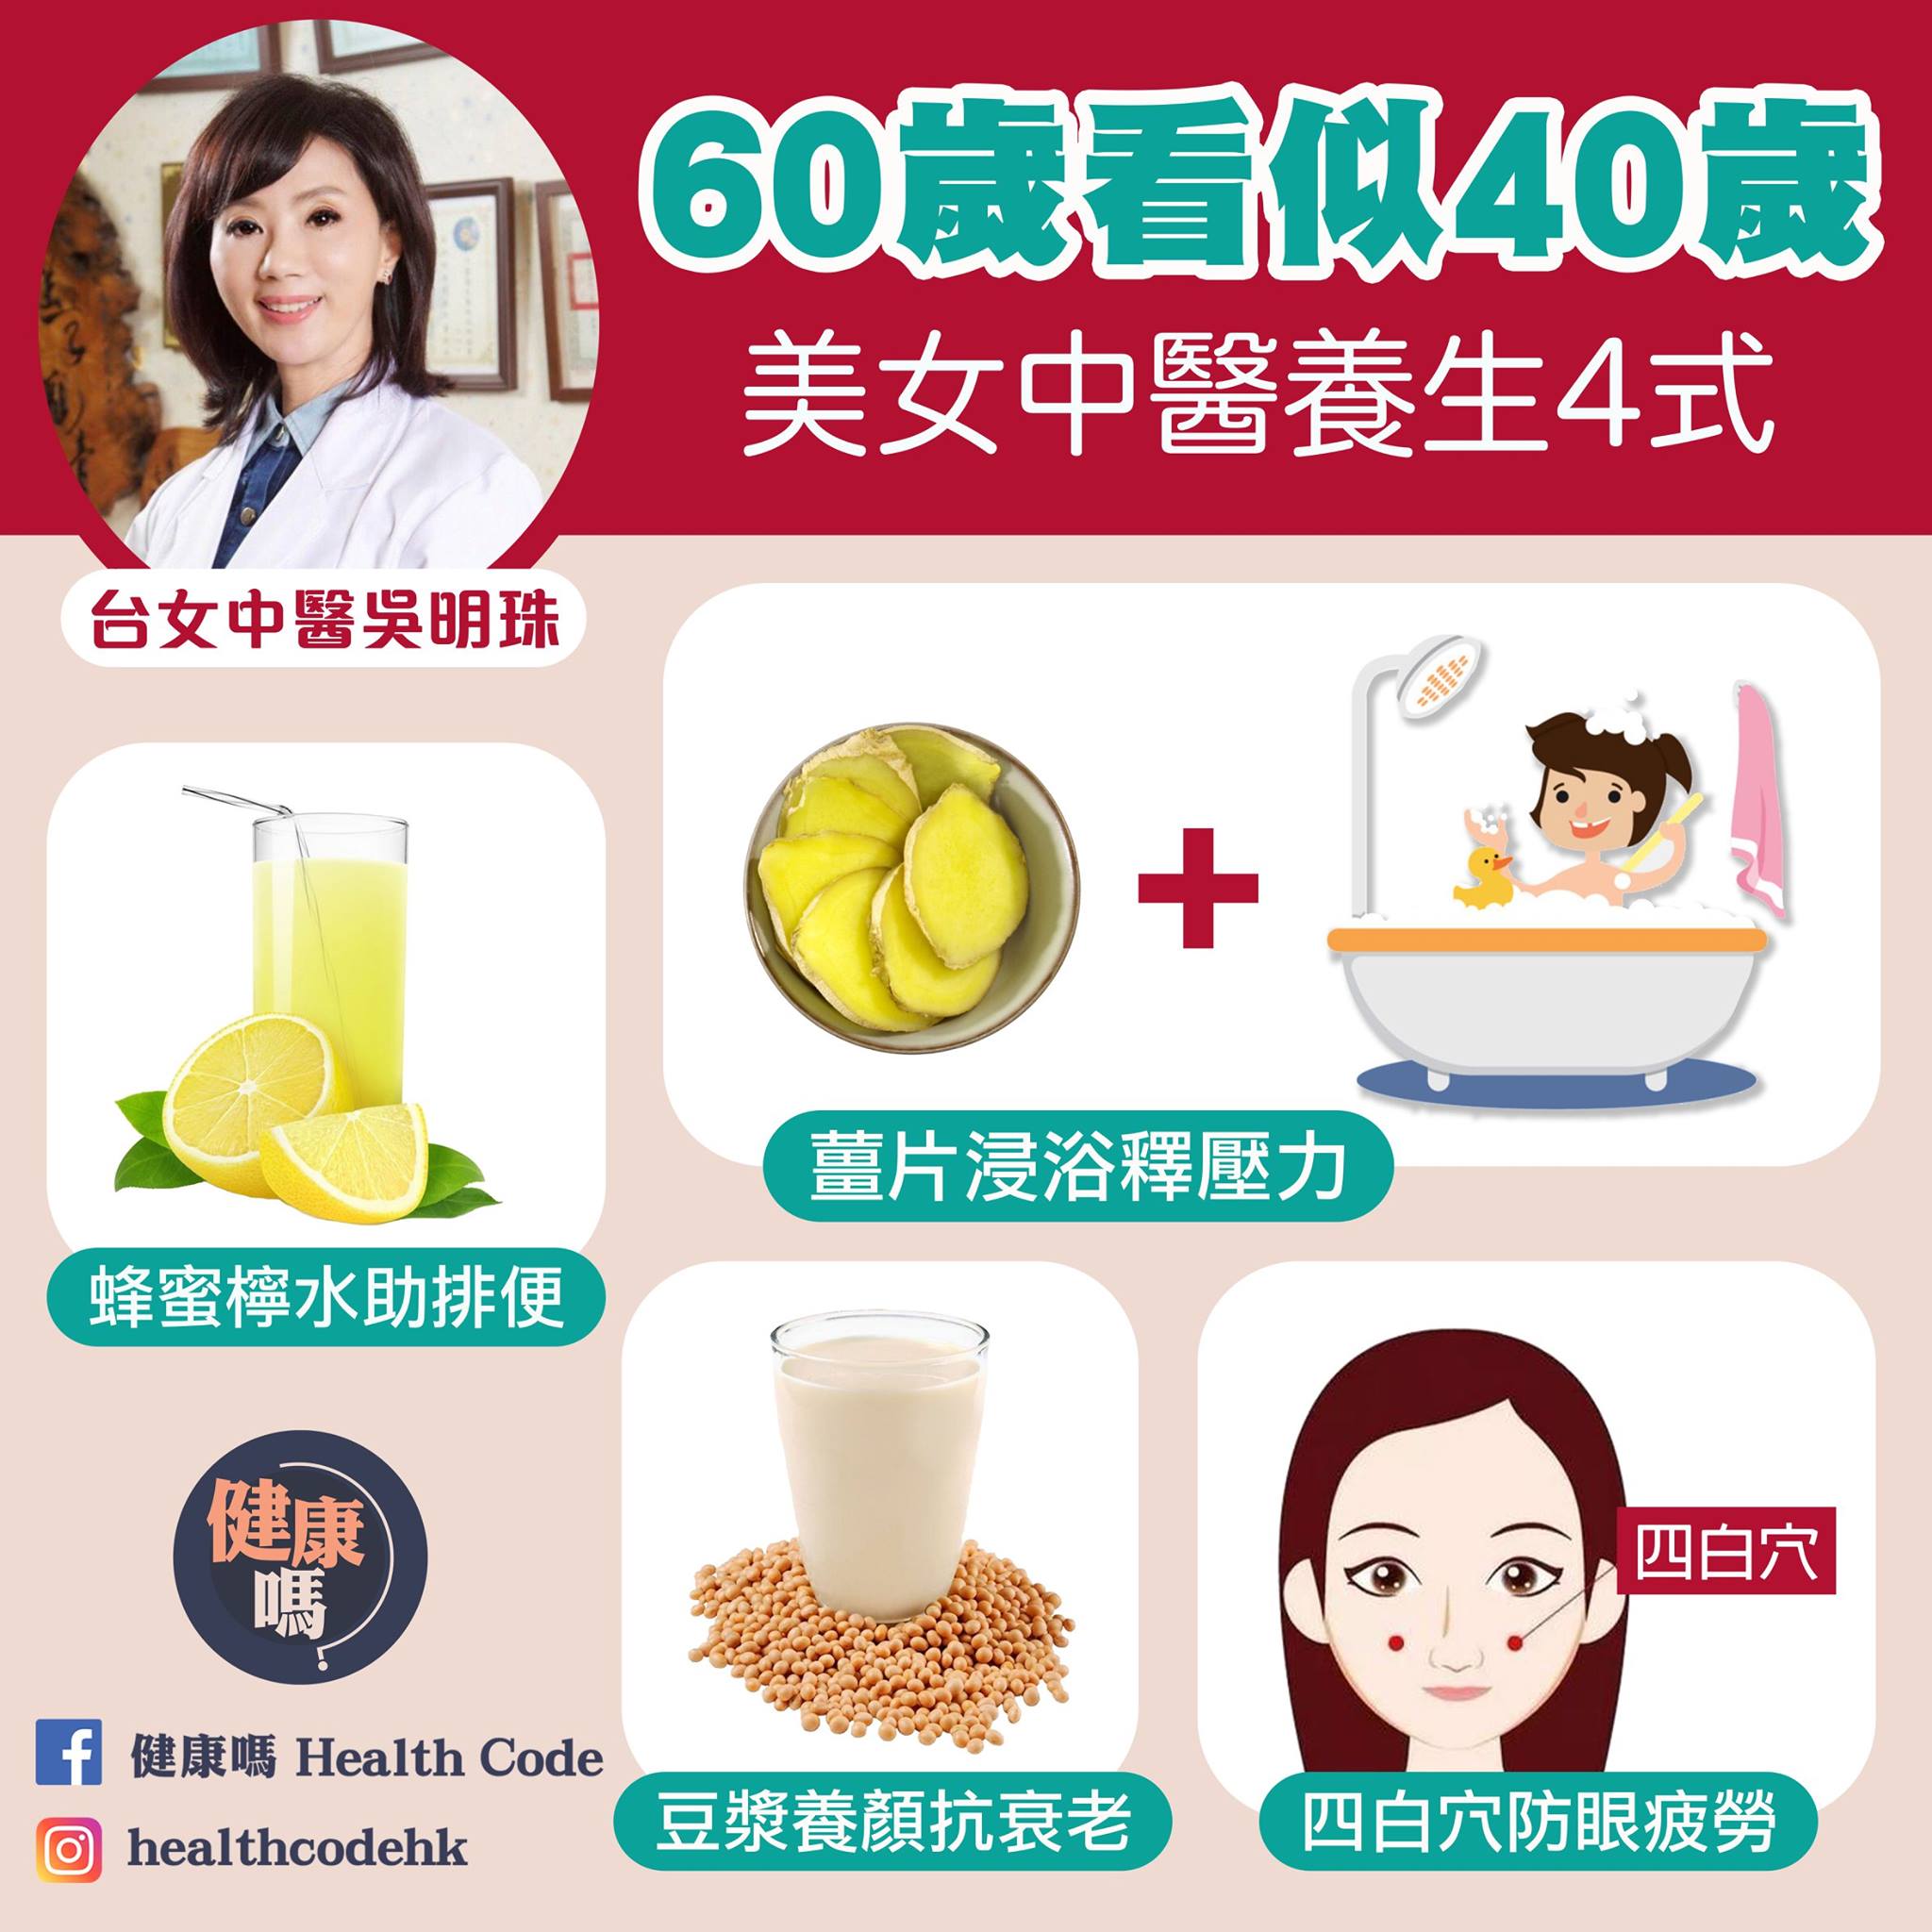 60歲看似40歲
美女中醫養生4式
台女中醫吳明珠
薑片浸浴釋壓力
蜂蜜檸水助排便
四白穴
豆漿養顏抗衰老
四白穴防眼疲勞
健康
嗎?
健康嗎 Health Code
healthcodehk